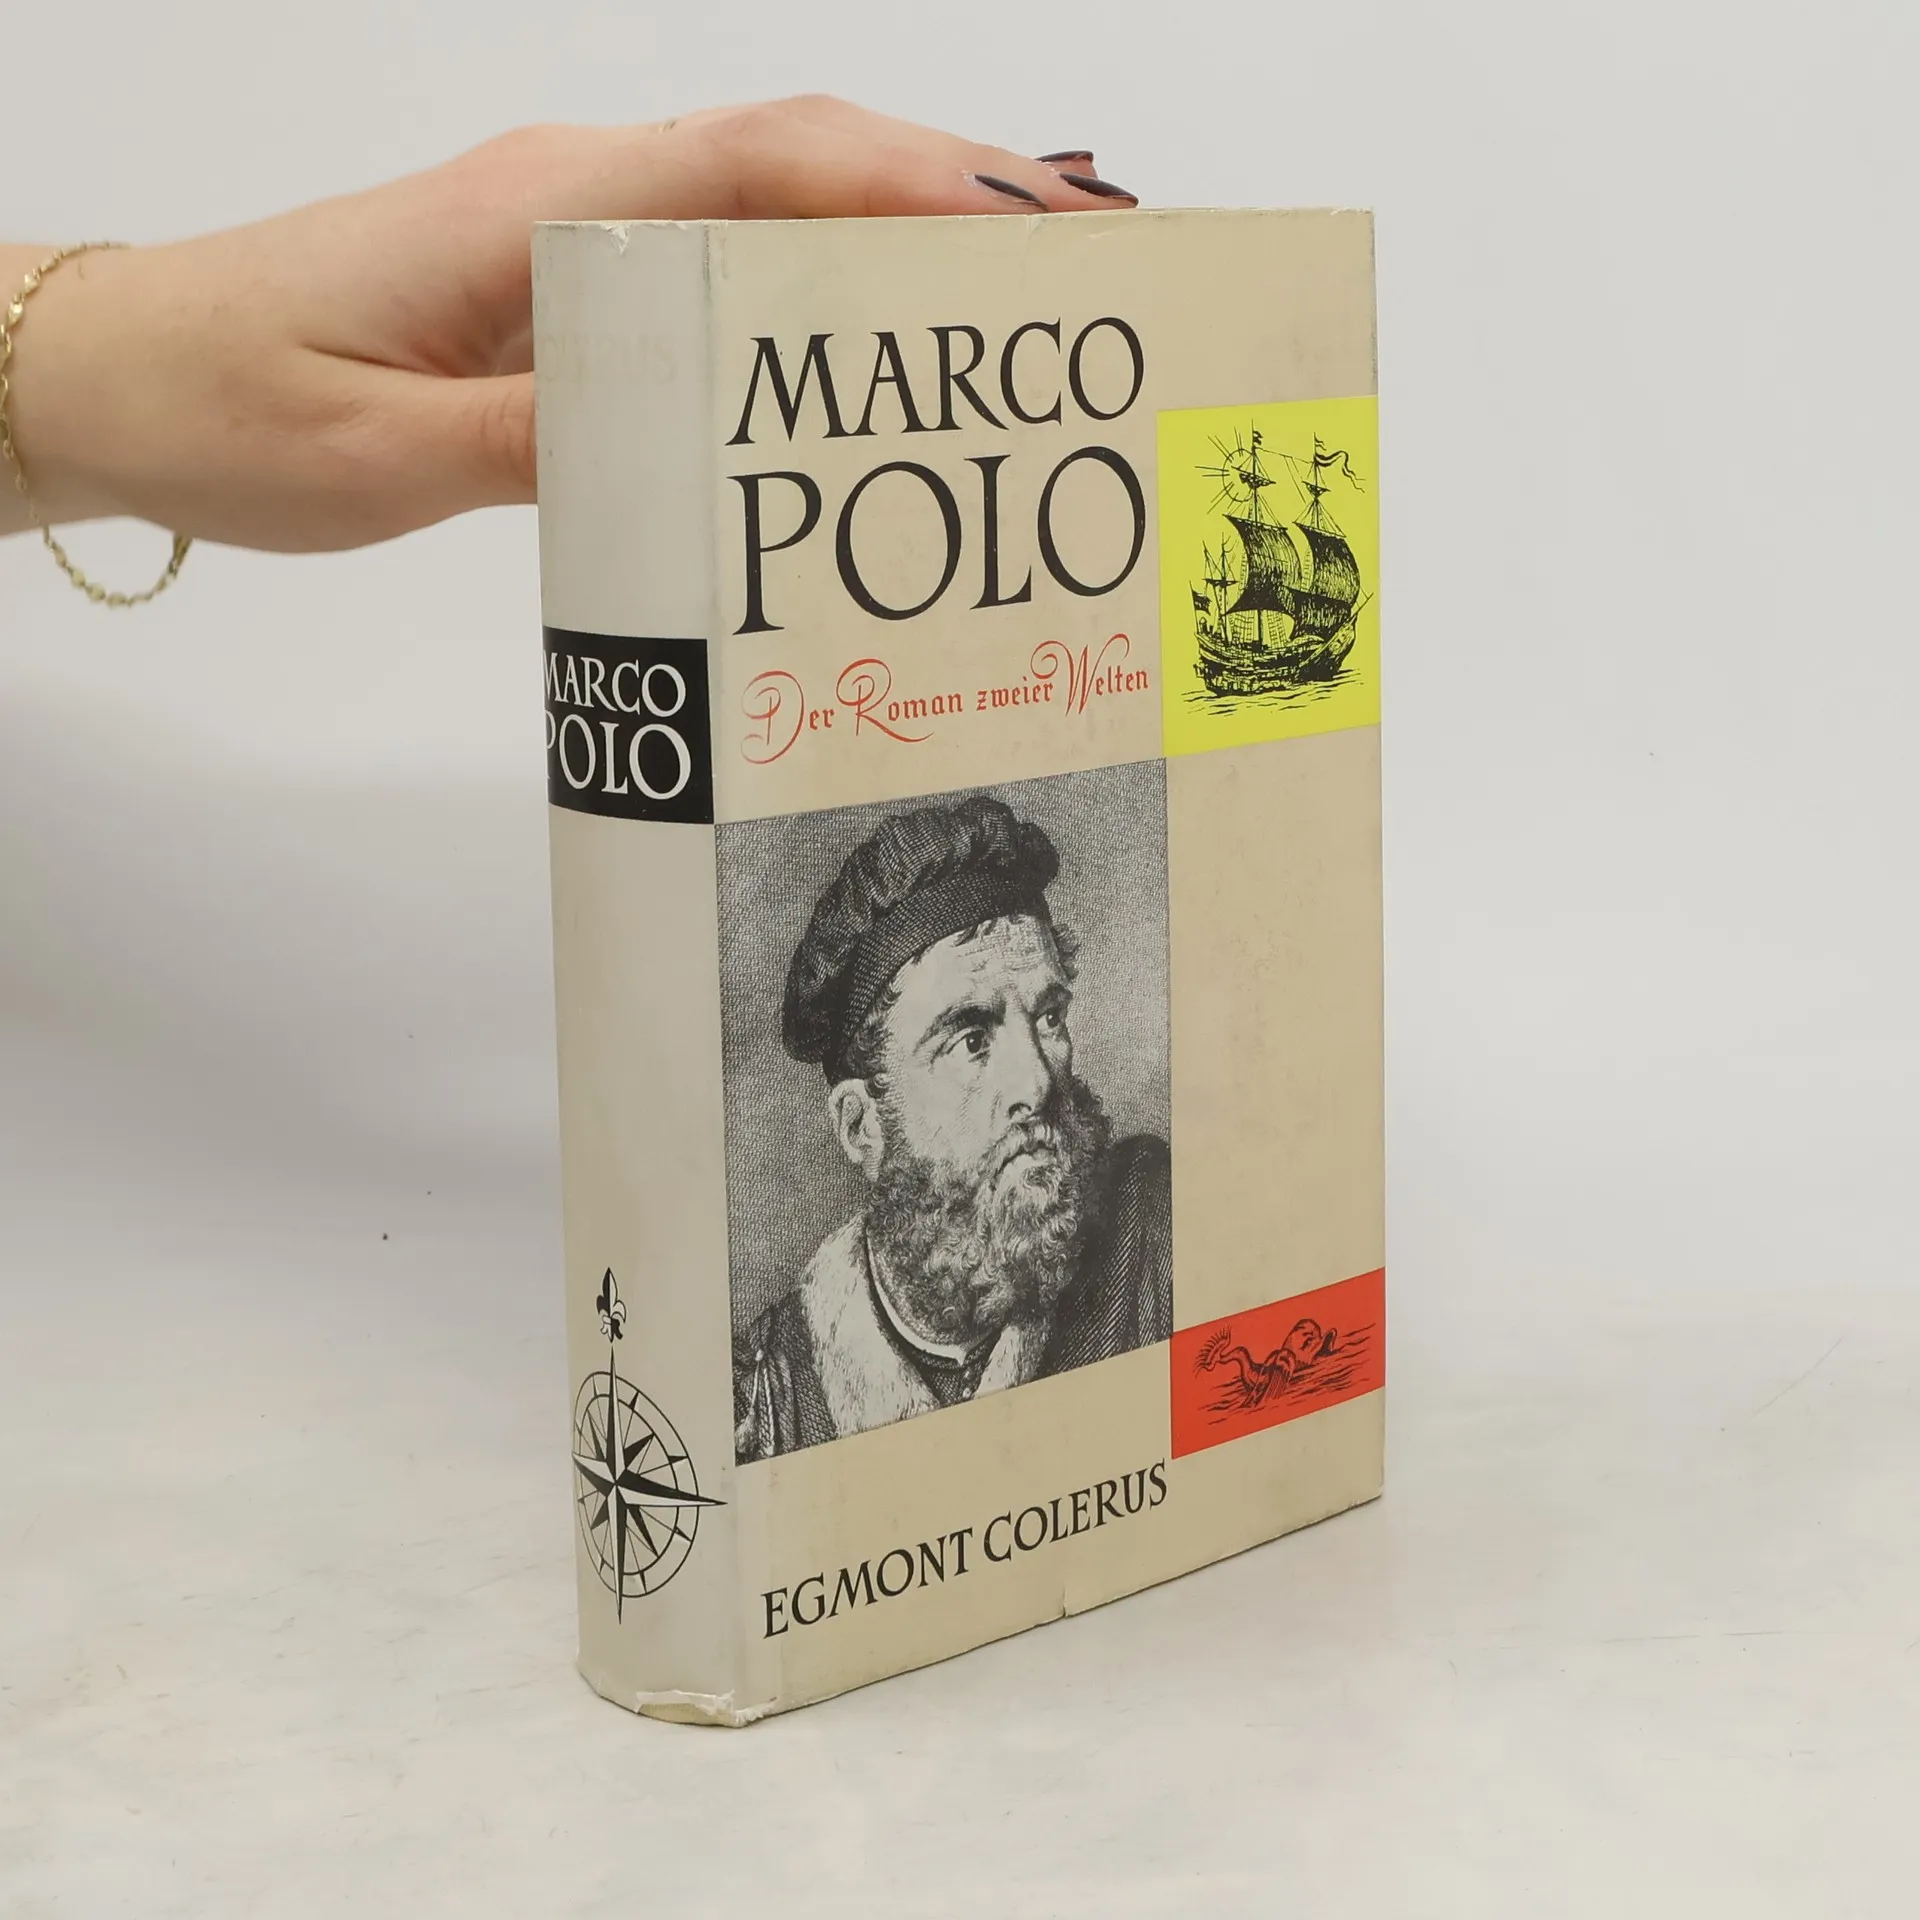 MARCO
POLO
Der Roman zweier Welten
EGMONT COLERUS
MARCO
POLO